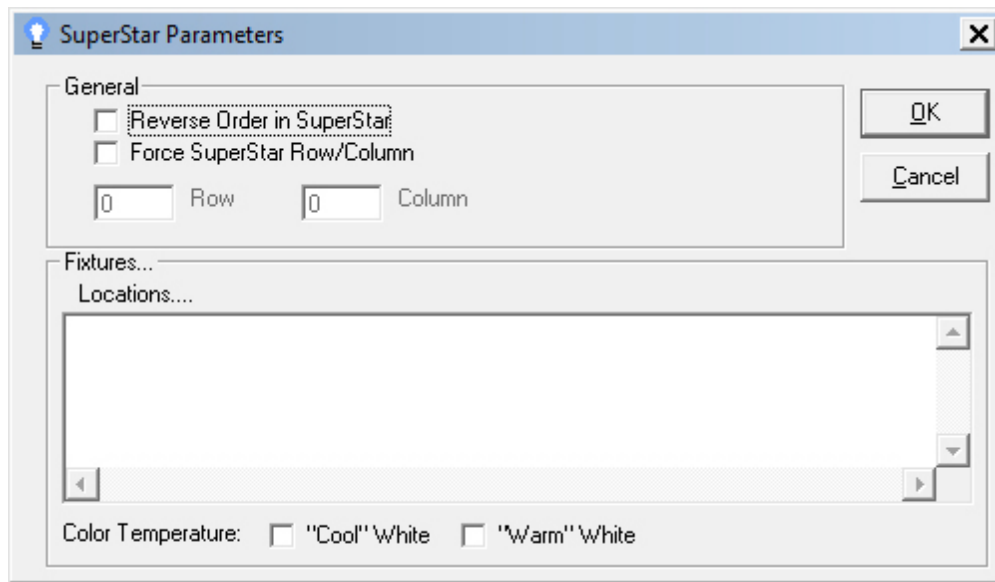 SuperStar Parameters
General
Reverse Order in SuperStar
Force SuperStar Row/Column
0 Row 0 Column
OK
Cancel
Fixtures...
Locations....
Color Temperature: "Cool" White "Warm" White